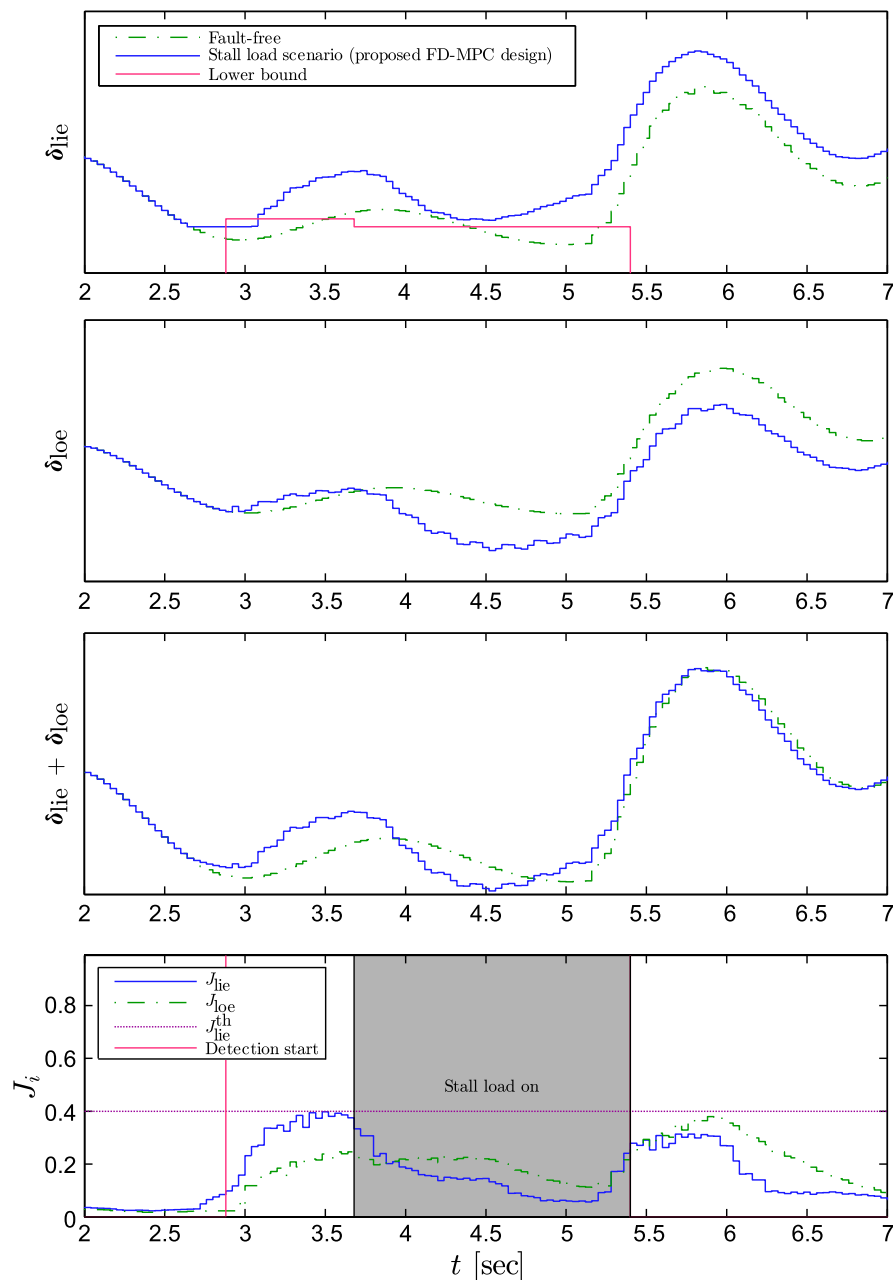 Fault-free
Stall load scenario (proposed FD-MPC design)
Lower bound
δlie
2 2.5 3 3.5 4 4.5 5 5.5 6 6.5 7
δloe
2 2.5 3 3.5 4 4.5 5 5.5 6 6.5 7
δlie + δloe
2 2.5 3 3.5 4 4.5 5 5.5 6 6.5 7
Jlie
Jloe
Jthlie
Detection start
Stall load on
Ji
0.8
0.6
0.4
0.2
0
2 2.5 3 3.5 4 4.5 5 5.5 6 6.5 7
t [sec]